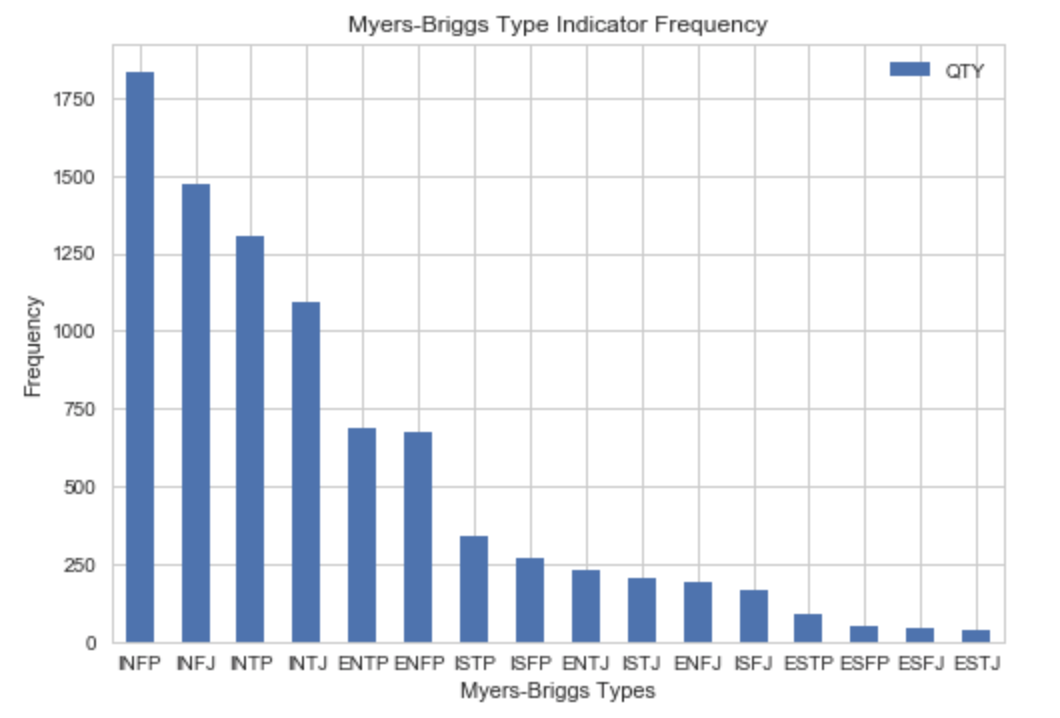 Myers-Briggs Type Indicator Frequency
QTY
1750
1500
1250
1000
750
500
250
0
Frequency
INFP INFJ INTP INTJ ENTP ENFP ISTP ISFP ENTJ ISTJ ENFJ ISFJ ESTP ESFP ESFJ ESTJ
Myers-Briggs Types